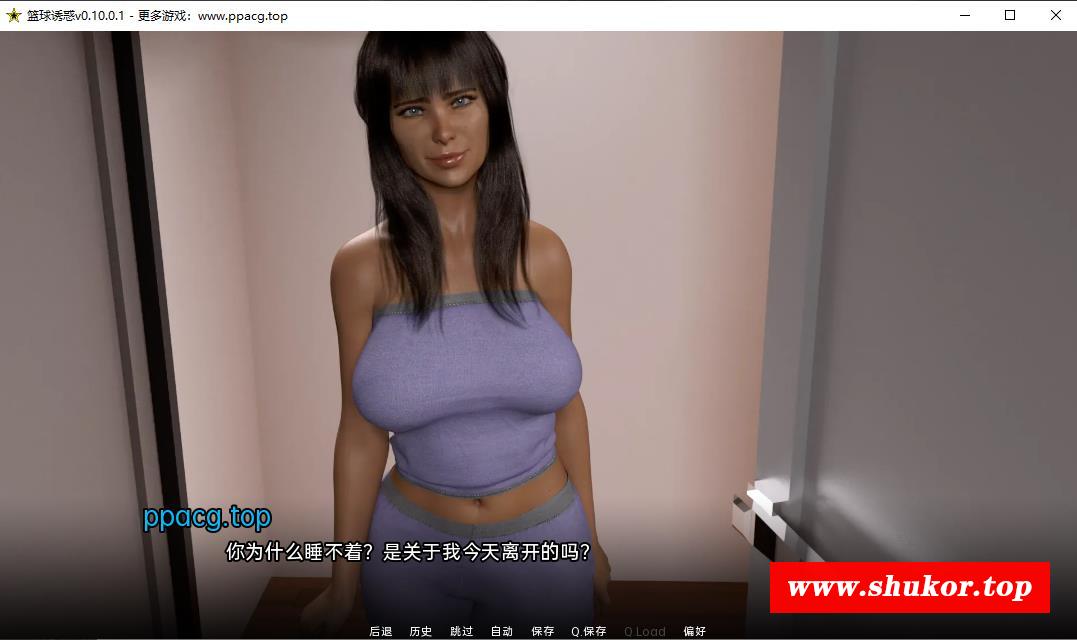 篮球诱惑v0.10.0.1 - 更多游戏：www.ppacg.top
ppacg.top
你为什么睡不着？是关于我今天离开的吗？
www.shukor.top
后退 历史 跳过 自动 保存 Q.保存 Q.Load 偏好